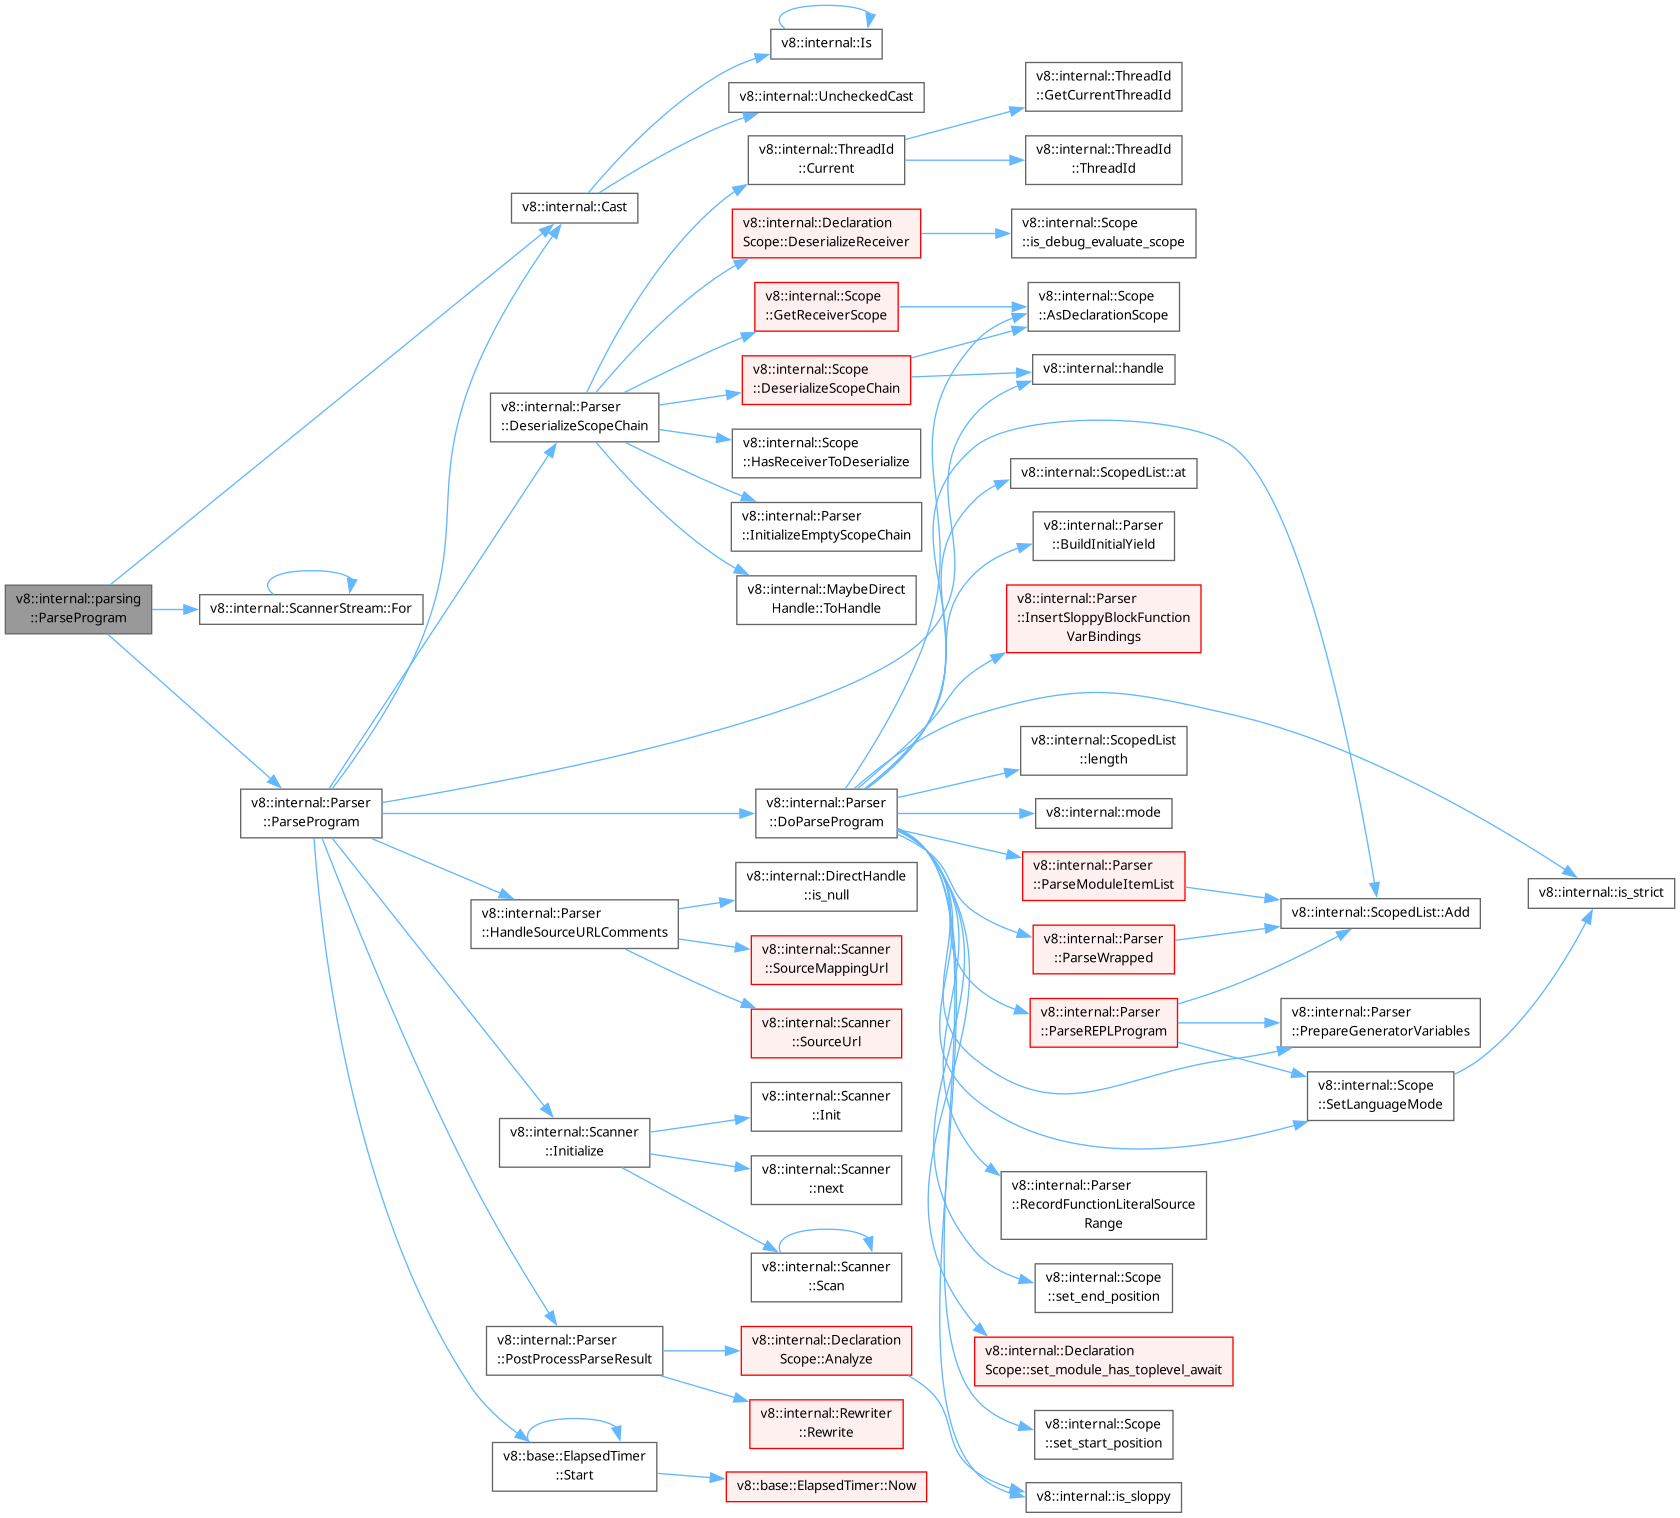 v8::internal::parsing
::ParseProgram
v8::internal::ScannerStream::For
v8::internal::Parser
::ParseProgram
v8::internal::Cast
v8::internal::Parser
::DeserializeScopeChain
v8::internal::Parser
::HandleSourceURLComments
v8::internal::Scanner
::Initialize
v8::internal::Parser
::PostProcessParseResult
v8::base::ElapsedTimer
::Start
v8::internal::Is
v8::internal::UncheckedCast
v8::internal::ThreadId
::Current
v8::internal::Declaration
Scope::DeserializeReceiver
v8::internal::Scope
::GetReceiverScope
v8::internal::Scope
::DeserializeScopeChain
v8::internal::Scope
::HasReceiverToDeserialize
v8::internal::Parser
::InitializeEmptyScopeChain
v8::internal::MaybeDirect
Handle::ToHandle
v8::internal::Parser
::DoParseProgram
v8::internal::DirectHandle
::is_null
v8::internal::Scanner
::SourceMappingUrl
v8::internal::Scanner
::SourceUrl
v8::internal::Scanner
::Init
v8::internal::Scanner
::next
v8::internal::Scanner
::Scan
v8::internal::Declaration
Scope::Analyze
v8::internal::Rewriter
::Rewrite
v8::base::ElapsedTimer::Now
v8::internal::ThreadId
::GetCurrentThreadId
v8::internal::ThreadId
::ThreadId
v8::internal::Scope
::is_debug_evaluate_scope
v8::internal::Scope
::AsDeclarationScope
v8::internal::handle
v8::internal::ScopedList::at
v8::internal::Parser
::BuildInitialYield
v8::internal::Parser
::InsertSloppyBlockFunction
VarBindings
v8::internal::ScopedList
::length
v8::internal::mode
v8::internal::Parser
::ParseModuleItemList
v8::internal::Parser
::ParseWrapped
v8::internal::Parser
::ParseREPLProgram
v8::internal::Parser
::RecordFunctionLiteralSource
Range
v8::internal::Scope
::set_end_position
v8::internal::Declaration
Scope::set_module_has_toplevel_await
v8::internal::Scope
::set_start_position
v8::internal::is_sloppy
v8::internal::ScopedList::Add
v8::internal::Parser
::PrepareGeneratorVariables
v8::internal::Scope
::SetLanguageMode
v8::internal::is_strict